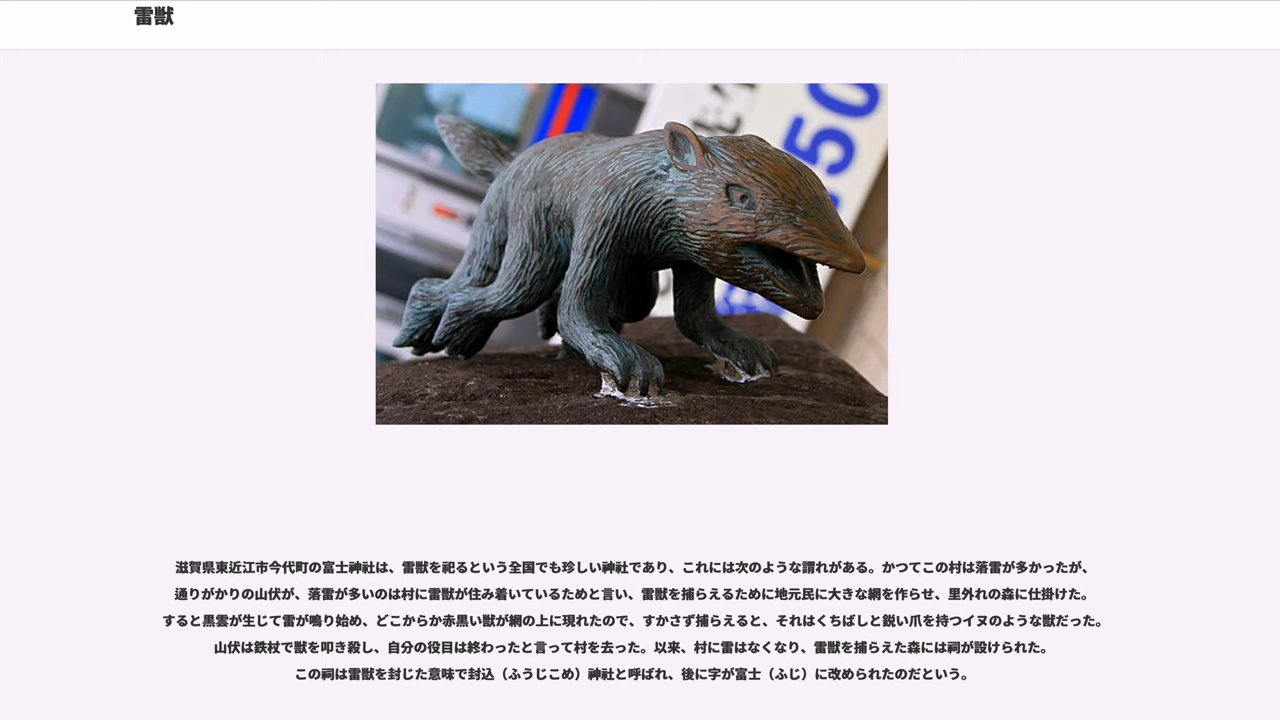 雷獣
50
滋賀県東近江市今代町の富士神社は、雷獣を祀るという全国でも珍しい神社であり、これには次のような謂れがある。かつてこの村は落雷が多かったが、
通りがかりの山伏が、落雷が多いのは村に雷獣が住み着いているためと言い、雷獣を捕らえるために地元民に大きな網を作らせ、里外れの森に仕掛けた。
すると黒雲が生じて雷が鳴り始め、どこからか赤黒い獣が網の上に現れたので、すかさず捕らえると、それはくちばしと鋭い爪を持つイヌのような獣だった。
山伏は鉄杖で獣を叩き殺し、自分の役目は終わったと言って村を去った。以来、村に雷はなくなり、雷獣を捕らえた森には祠が設けられた。
この祠は雷獣を封じた意味で封込（ふうじこめ）神社と呼ばれ、後に字が富士（ふじ）に改められたのだという。